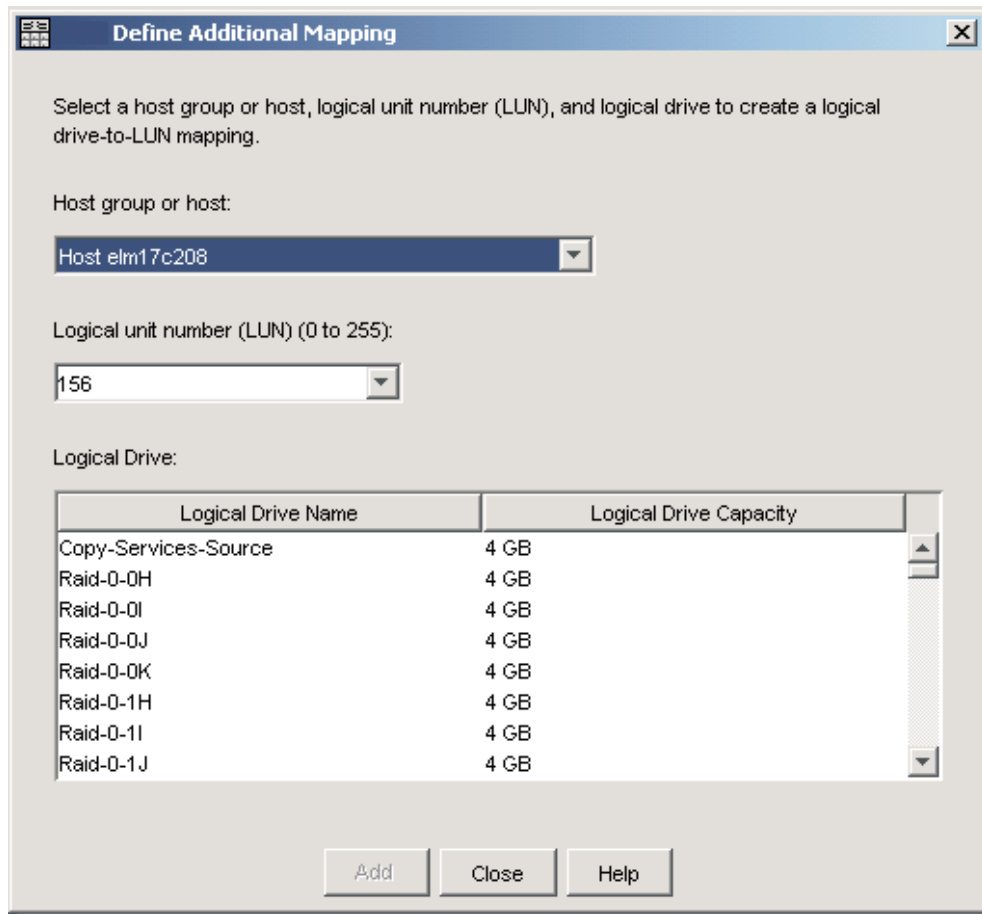 Define Additional Mapping
Select a host group or host, logical unit number (LUN), and logical drive to create a logical
drive-to-LUN mapping.
Host group or host:
Host elm17c208
Logical unit number (LUN) (0 to 255):
156
Logical Drive:
Logical Drive Name Logical Drive Capacity
Copy-Services-Source 4 GB
Raid-0-0H 4 GB
Raid-0-0I 4 GB
Raid-0-0J 4 GB
Raid-0-0K 4 GB
Raid-0-1H 4 GB
Raid-0-1I 4 GB
Raid-0-1J 4 GB
Add Close Help